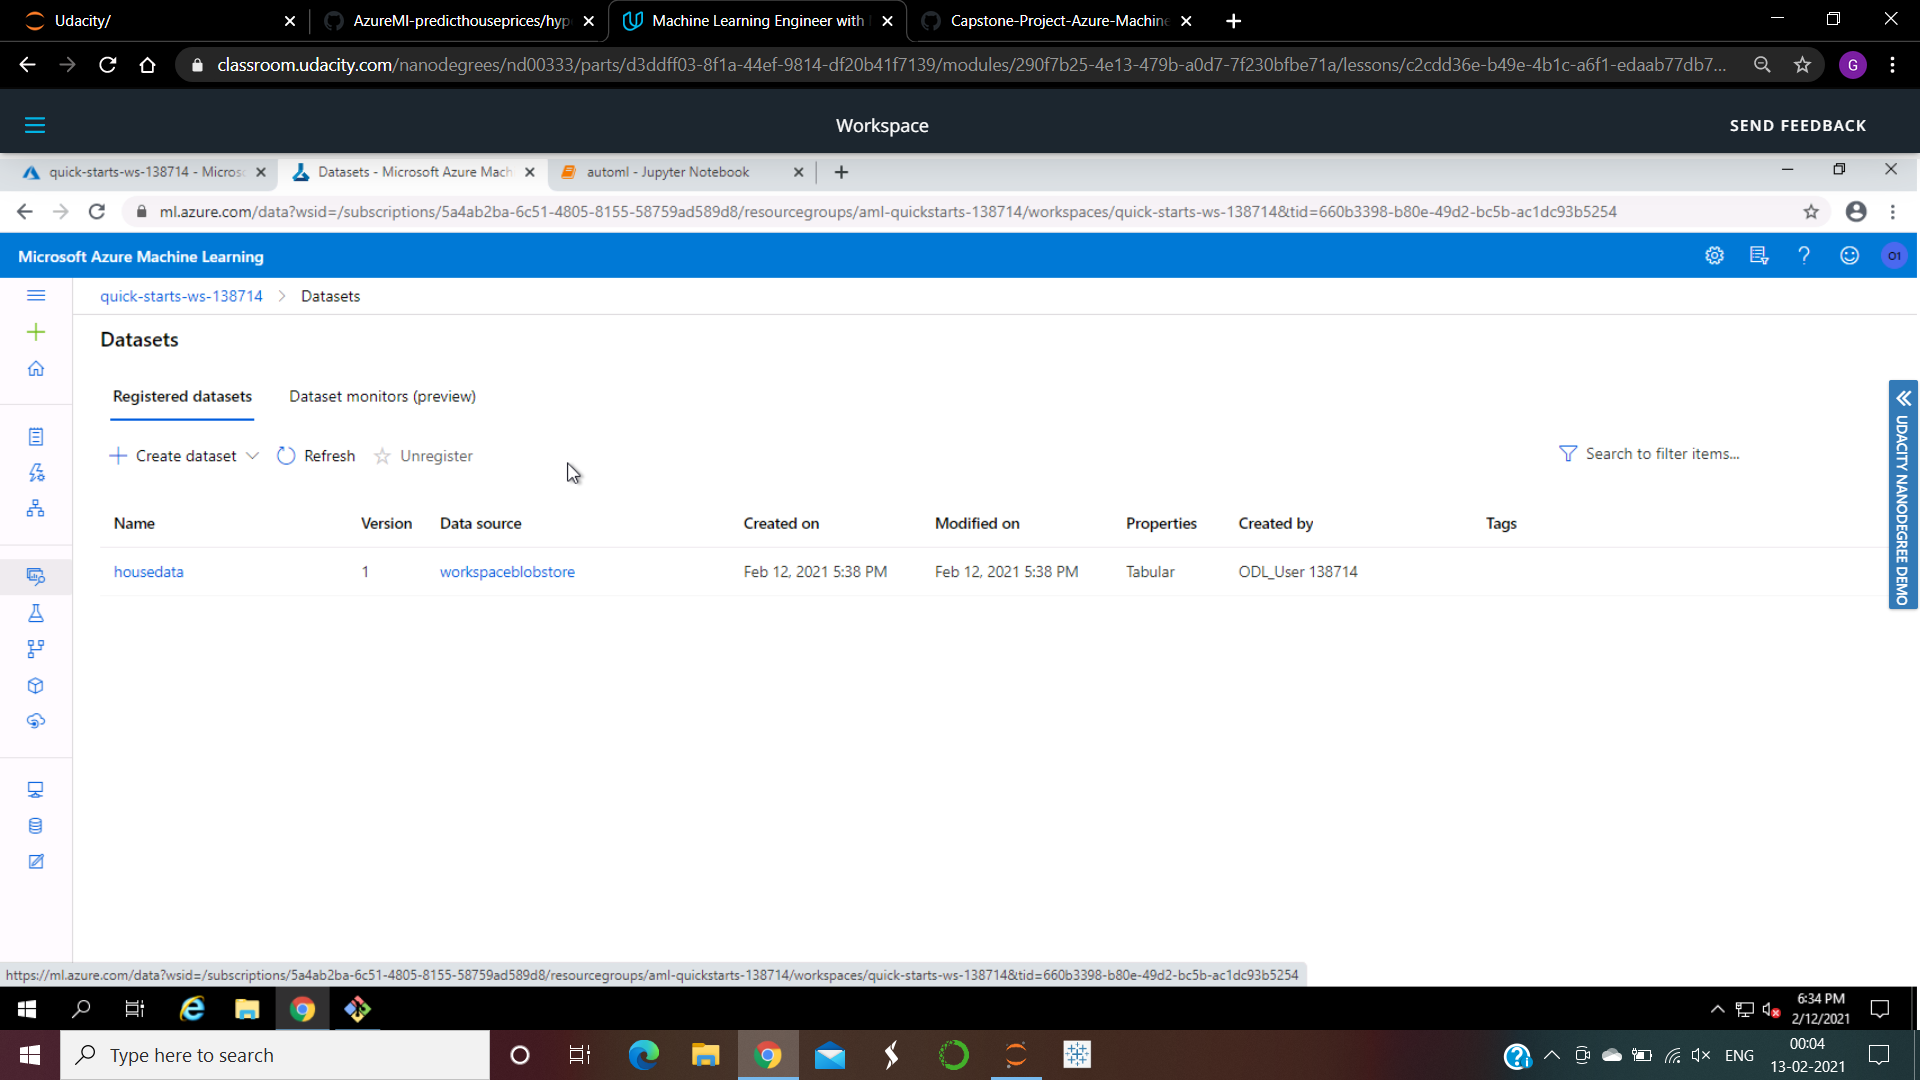 Udacity/
AzureMl-predicthouseprices/hyp
Machine Learning Engineer with
Capstone-Project-Azure-Machine
classroom.udacity.com/nanodegrees/nd00333/parts/d3ddff03-8f1a-44ef-9814-df20b41f7139/modules/290f7b25-4e13-479b-a0d7-7f230bfbe71a/lessons/c2cdd36e-b49e-4b1c-a6f1-edaab77db7...
G
Workspace
SEND FEEDBACK
quick-starts-ws-138714 - Micros
Datasets - Microsoft Azure Mach
automl - Jupyter Notebook
ml.azure.com/data?wsid=/subscriptions/5a4ab2ba-6c51-4805-8155-58759ad589d8/resourcegroups/aml-quickstarts-138714/workspaces/quick-starts-ws-138714&tid=660b3398-b80e-49d2-bc5b-ac1dc93b5254
Microsoft Azure Machine Learning
O1
quick-starts-ws-138714 > Datasets
Datasets
Registered datasets
Dataset monitors (preview)
Create dataset
Refresh
Unregister
Search to filter items...
UDACITY NANODEGREE DEMO
Name Version Data source Created on Modified on Properties Created by Tags
housedata 1 workspaceblobstore Feb 12, 2021 5:38 PM Feb 12, 2021 5:38 PM Tabular ODL_User 138714
https://ml.azure.com/data?wsid=/subscriptions/5a4ab2ba-6c51-4805-8155-58759ad589d8/resourcegroups/aml-quickstarts-138714/workspaces/quick-starts-ws-138714&tid=660b3398-b80e-49d2-bc5b-ac1dc93b5254
6:34 PM
2/12/2021
Type here to search
ENG
00:04
13-02-2021